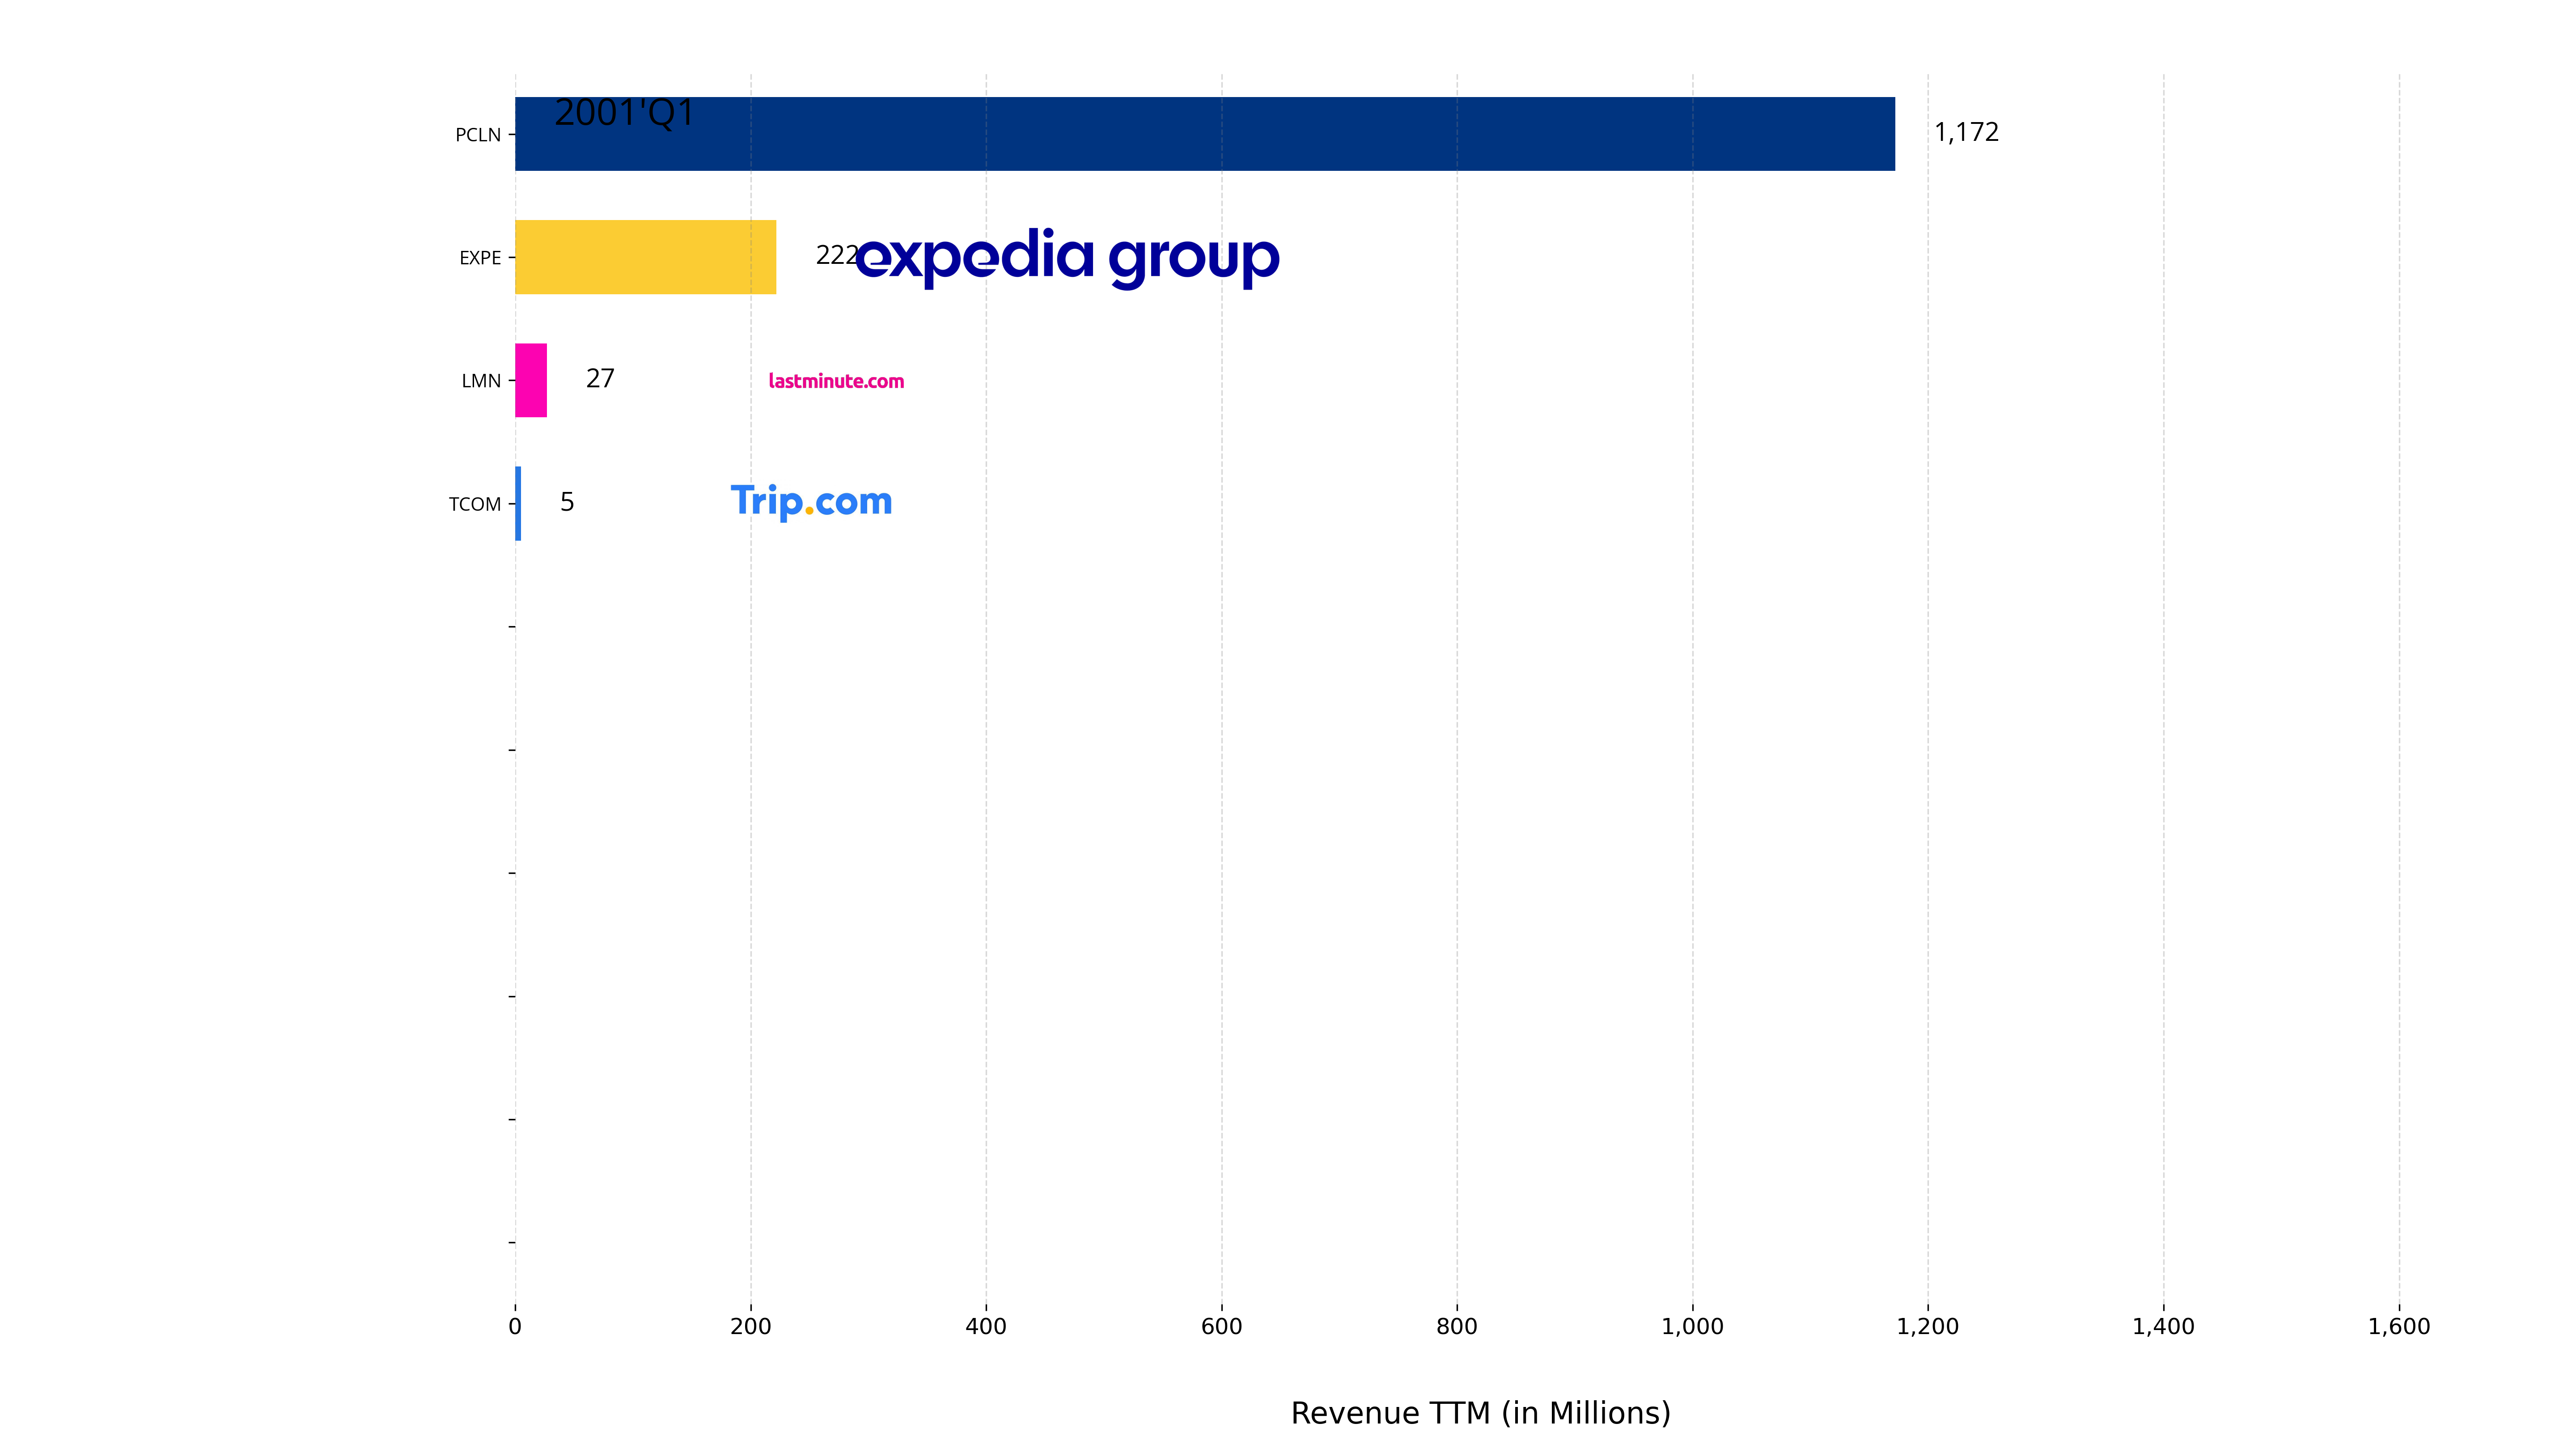 2001'Q1
PCLN 1,172
EXPE 222 expedia group
LMN 27 lastminute.com
TCOM 5 Trip.com
0 200 400 600 800 1,000 1,200 1,400 1,600
Revenue TTM (in Millions)